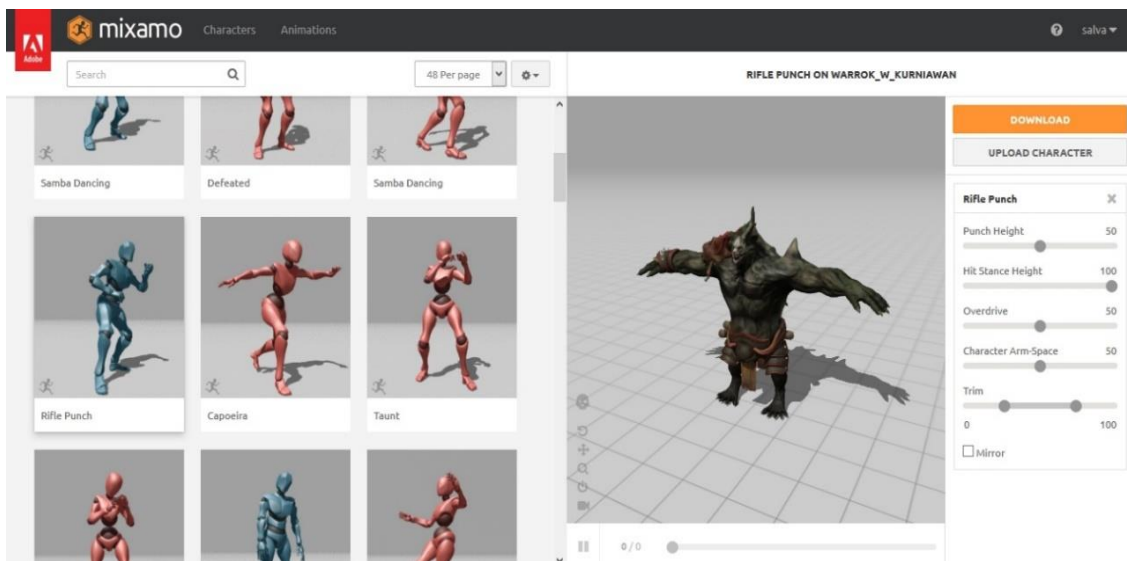 Adobe
mixamo
Characters
Animations
salva
Search
48 Per page
RIFLE PUNCH ON WARROK_W_KURNIAWAN
Samba Dancing
Defeated
Samba Dancing
Rifle Punch
Capoeira
Taunt
0 / 0
DOWNLOAD
UPLOAD CHARACTER
Rifle Punch
Punch Height 50
Hit Stance Height 100
Overdrive 50
Character Arm-Space 50
Trim
0 100
Mirror